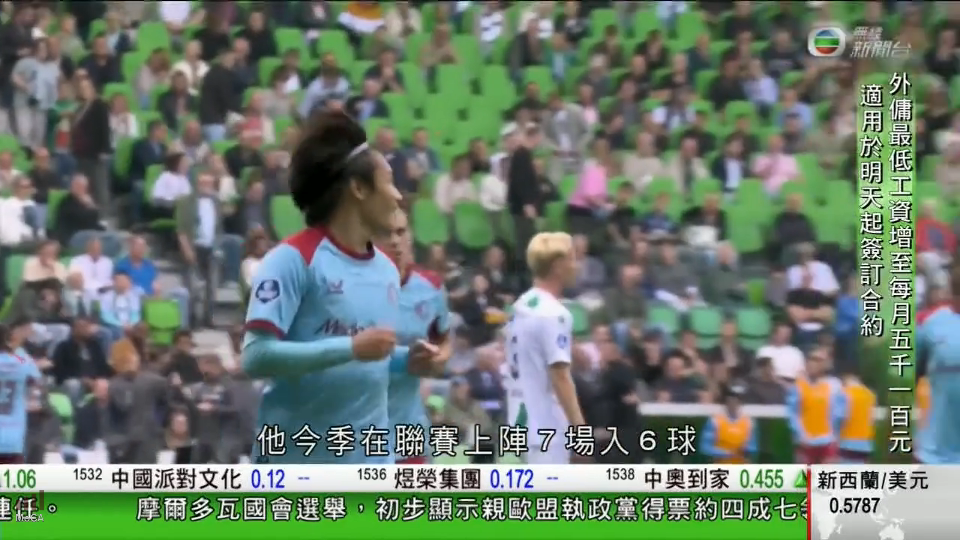 無綫
新聞台
外傭最低工資增至每月五千一百元
適用於明天起簽訂合約
他今季在聯賽上陣7場入6球
1.06 1532 中國派對文化 0.12 -- 1536 煜榮集團 0.172 -- 1538 中奧到家 0.455
新西蘭/美元
0.5787
連任。 摩爾多瓦國會選舉，初步顯示親歐盟執政黨得票約四成七